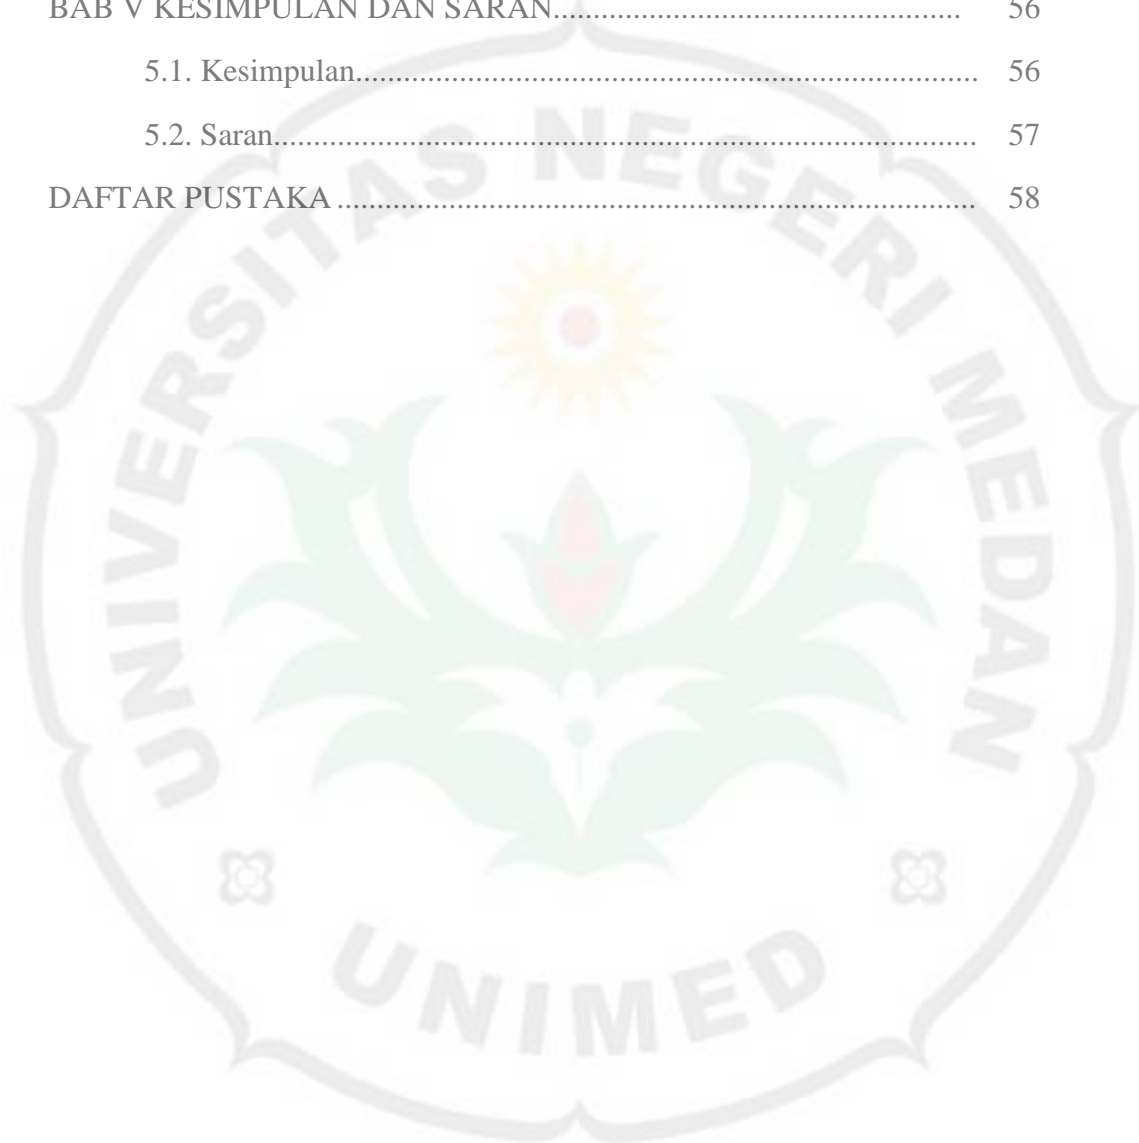 BAB V KESIMPULAN DAN SARAN................................................... 56
5.1. Kesimpulan.............................................................................. 56
5.2. Saran........................................................................................ 57
DAFTAR PUSTAKA ................................................................................ 58
UNIVERSITAS NEGERI MEDAN
UNIMED